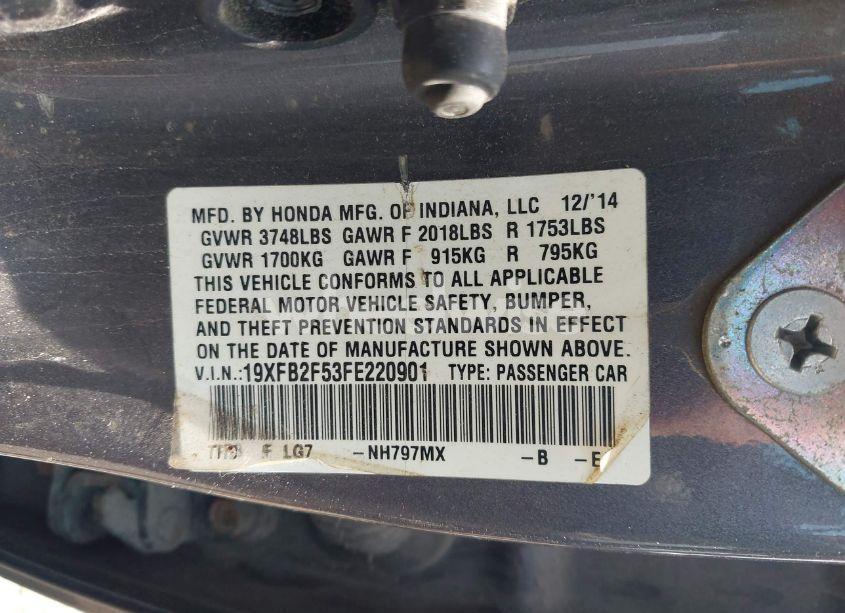 MFD. BY HONDA MFG. OF INDIANA, LLC 12/'14
GVWR 3748LBS GAWR F 2018LBS R 1753LBS
GVWR 1700KG GAWR F 915KG R 795KG
THIS VEHICLE CONFORMS TO ALL APPLICABLE
FEDERAL MOTOR VEHICLE SAFETY, BUMPER,
AND THEFT PREVENTION STANDARDS IN EFFECT
ON THE DATE OF MANUFACTURE SHOWN ABOVE.
V.I.N.:19XFB2F53FE220901 TYPE: PASSENGER CAR
F LG7 -NH797MX -B -E